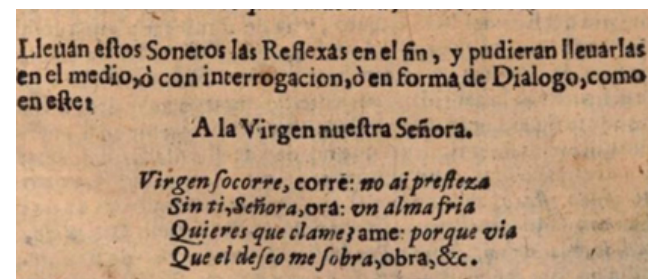 Lleuán eſtos Sonetos las Reflexas en el fin, y pudieran lleuarlas
en el medio, ò con interrogacion, ò en forma de Dialogo, como
en eſte:
A la Virgen nueſtra Señora.
Virgen ſocorre, corré: no ai preſteza
Sin ti, Señora, ora: vn alma fria
Quieres que clame? ame: porque via
Que el deſeo me ſobra, obra, &c.